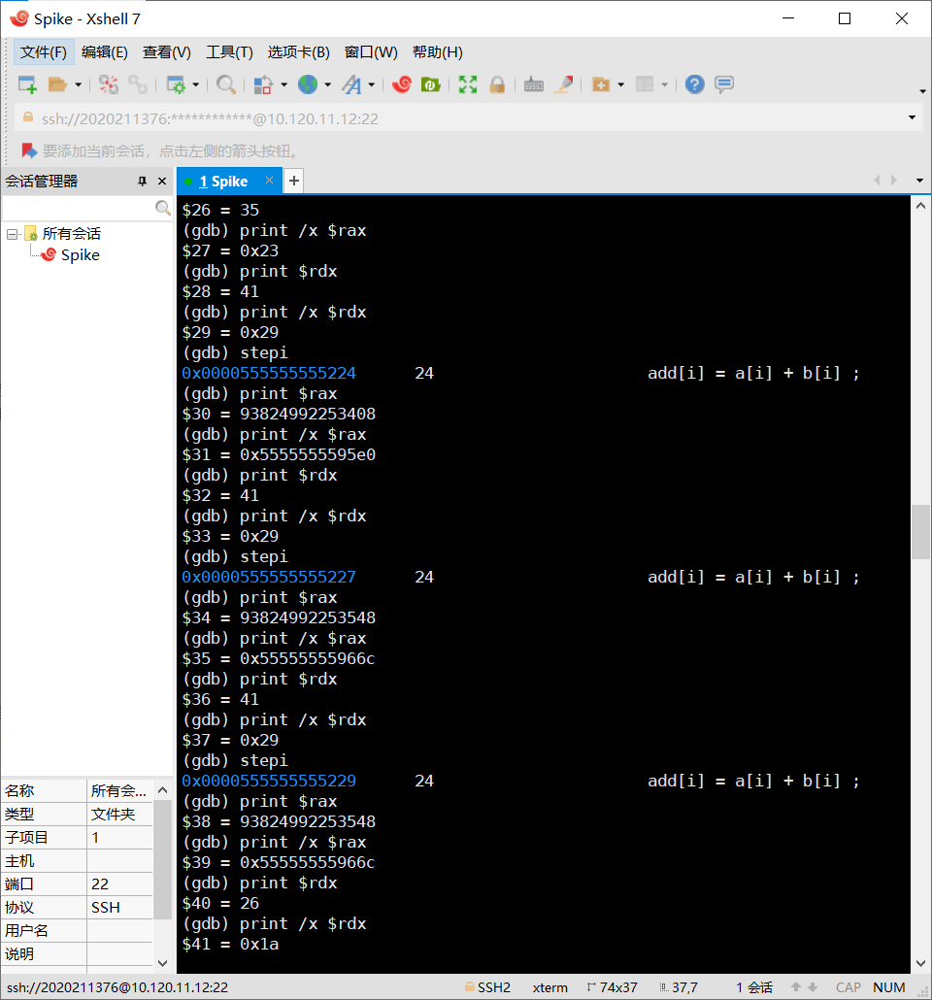 Spike - Xshell 7
文件(F) 编辑(E) 查看(V) 工具(T) 选项卡(B) 窗口(W) 帮助(H)
ssh://2020211376:************@10.120.11.12:22
要添加当前会话，点击左侧的箭头按钮。
会话管理器
1 Spike
所有会话
Spike
$26 = 35
(gdb) print /x $rax
$27 = 0x23
(gdb) print $rdx
$28 = 41
(gdb) print /x $rdx
$29 = 0x29
(gdb) stepi
0x0000555555555224 24 add[i] = a[i] + b[i] ;
(gdb) print $rax
$30 = 93824992253408
(gdb) print /x $rax
$31 = 0x5555555595e0
(gdb) print $rdx
$32 = 41
(gdb) print /x $rdx
$33 = 0x29
(gdb) stepi
0x0000555555555227 24 add[i] = a[i] + b[i] ;
(gdb) print $rax
$34 = 93824992253548
(gdb) print /x $rax
$35 = 0x55555555966c
(gdb) print $rdx
$36 = 41
(gdb) print /x $rdx
$37 = 0x29
(gdb) stepi
0x0000555555555229 24 add[i] = a[i] + b[i] ;
(gdb) print $rax
$38 = 93824992253548
(gdb) print /x $rax
$39 = 0x55555555966c
(gdb) print $rdx
$40 = 26
(gdb) print /x $rdx
$41 = 0x1a
名称 所有会...
类型 文件夹
子项目 1
主机
端口 22
协议 SSH
用户名
说明
ssh://2020211376@10.120.11.12:22 SSH2 xterm 74x37 37,7 1 会话 CAP NUM